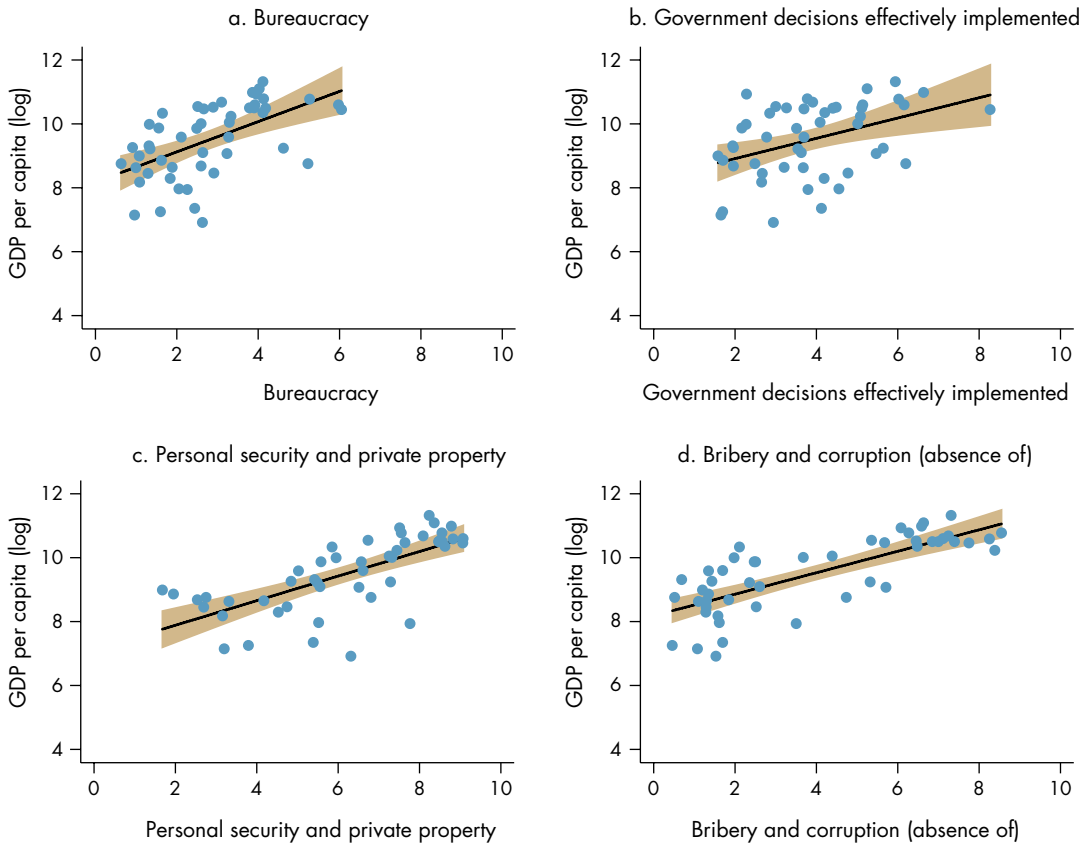 a. Bureaucracy
12
10
8
6
4
GDP per capita (log)
0 2 4 6 8 10
Bureaucracy
b. Government decisions effectively implemented
12
10
8
6
4
GDP per capita (log)
0 2 4 6 8 10
Government decisions effectively implemented
c. Personal security and private property
12
10
8
6
4
GDP per capita (log)
0 2 4 6 8 10
Personal security and private property
d. Bribery and corruption (absence of)
12
10
8
6
4
GDP per capita (log)
0 2 4 6 8 10
Bribery and corruption (absence of)